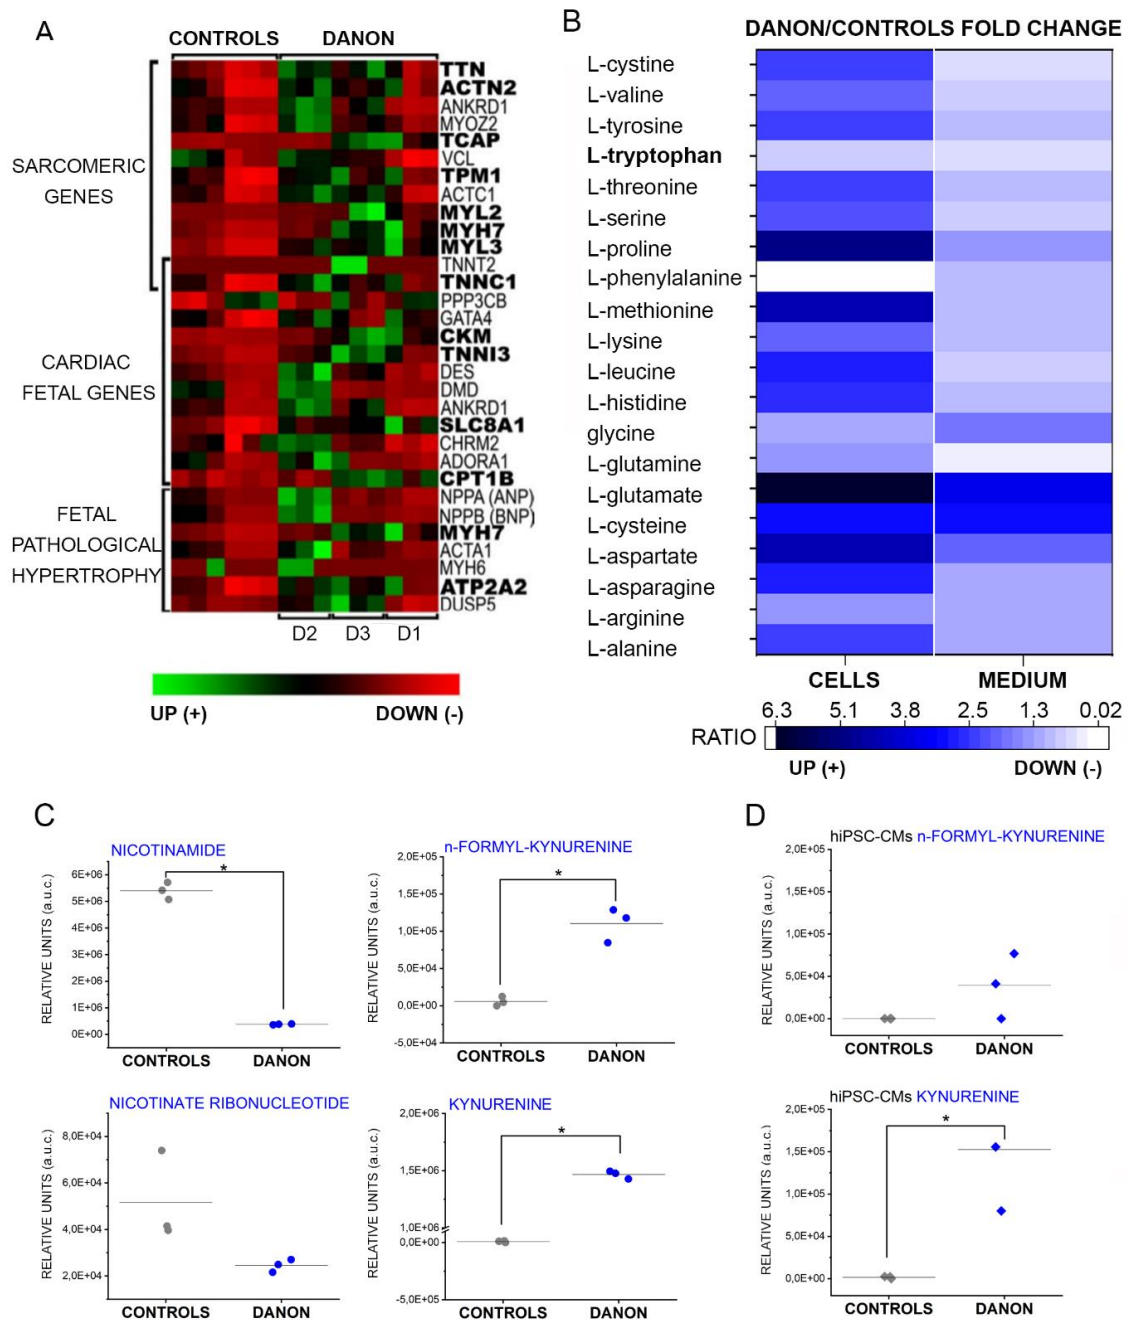 A
CONTROLS DANON
SARCOMERIC
GENES
CARDIAC
FETAL GENES
FETAL
PATHOLOGICAL
HYPERTROPHY
TTN
ACTN2
ANKRD1
MYOZ2
TCAP
VCL
TPM1
ACTC1
MYL2
MYH7
MYL3
TNNT2
TNNC1
PPP3CB
GATA4
CKM
TNNI3
DES
DMD
ANKRD1
SLC8A1
CHRM2
ADORA1
CPT1B
NPPA (ANP)
NPPB (BNP)
MYH7
ACTA1
MYH6
ATP2A2
DUSP5
D2 D3 D1
UP (+) DOWN (-)
B
DANON/CONTROLS FOLD CHANGE
L-cystine
L-valine
L-tyrosine
L-tryptophan
L-threonine
L-serine
L-proline
L-phenylalanine
L-methionine
L-lysine
L-leucine
L-histidine
glycine
L-glutamine
L-glutamate
L-cysteine
L-aspartate
L-asparagine
L-arginine
L-alanine
CELLS MEDIUM
6.3 5.1 3.8 2.5 1.3 0.02
RATIO
UP (+) DOWN (-)
C
NICOTINAMIDE
*
RELATIVE UNITS (a.u.c.)
6E+06
5E+06
4E+06
3E+06
2E+06
1E+06
0E+00
CONTROLS DANON
n-FORMYL-KYNURENINE
*
RELATIVE UNITS (a.u.c.)
2,0E+05
1,5E+05
1,0E+05
5,0E+04
0,0E+00
-5,0E+04
CONTROLS DANON
NICOTINATE RIBONUCLEOTIDE
RELATIVE UNITS (a.u.c.)
8,0E+04
6,0E+04
4,0E+04
2,0E+04
CONTROLS DANON
KYNURENINE
*
RELATIVE UNITS (a.u.c.)
2,0E+06
1,5E+06
1,0E+06
0,0E+00
-5,0E+05
CONTROLS DANON
D
hiPSC-CMs n-FORMYL-KYNURENINE
RELATIVE UNITS (a.u.c.)
2,0E+05
1,5E+05
1,0E+05
5,0E+04
0,0E+00
CONTROLS DANON
hiPSC-CMs KYNURENINE
*
RELATIVE UNITS (a.u.c.)
2,0E+05
1,5E+05
1,0E+05
5,0E+04
0,0E+00
CONTROLS DANON